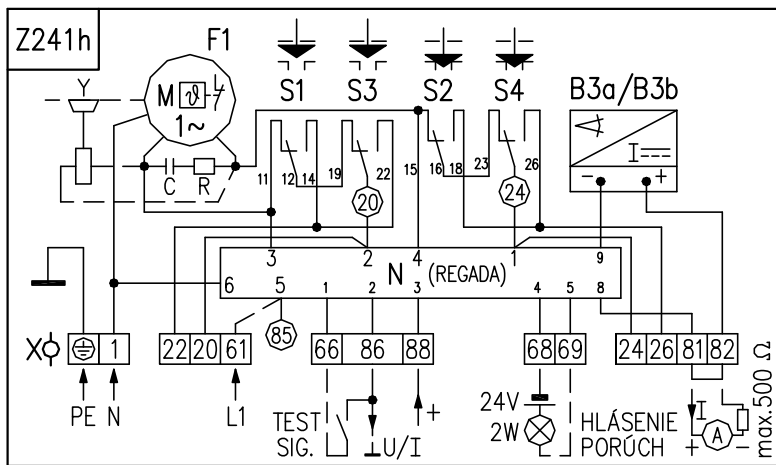 Z241h
F1
Y
M ϑ
1~
S1 S3 S2 S4
B3a/B3b
I
- +
C R
11 12 14 19 22 15 16 18 23 26
20
24
3 2 4 1 9
N (REGADA)
6 5 1 2 3 4 5 8
85
X 1 22 20 61 66 86 88 68 69 24 26 81 82
PE N L1
TEST
SIG.
U/I
+
24V
2W
HLÁSENIE
PORÚCH
I
A
+ -
max.500 Ω